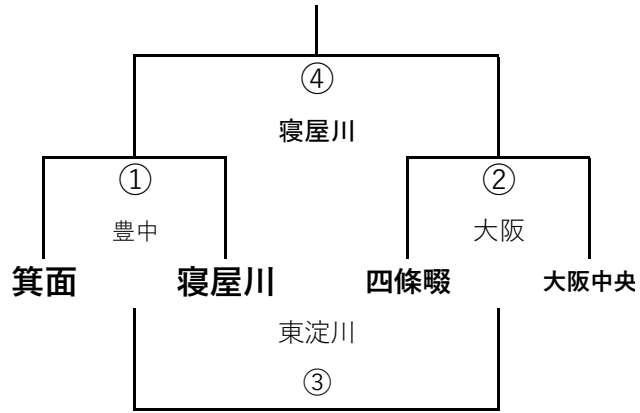 ④
寝屋川
① ②
豊中 大阪
箕面 寝屋川 四條畷 大阪中央
東淀川
③